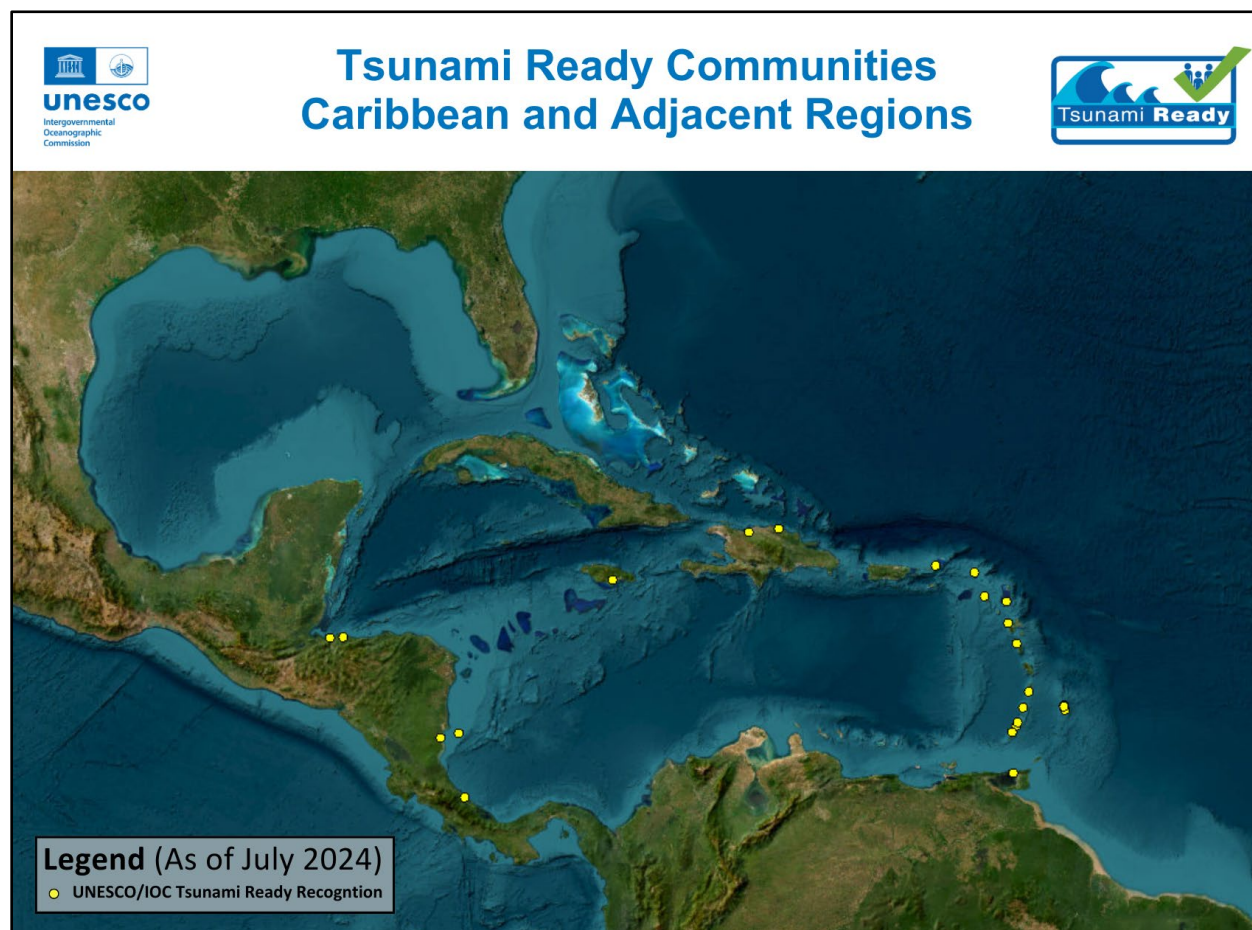 unesco
Intergovernmental
Oceanographic
Commission
Tsunami Ready Communities
Caribbean and Adjacent Regions
Tsunami Ready
Legend (As of July 2024)
UNESCO/IOC Tsunami Ready Recogntion